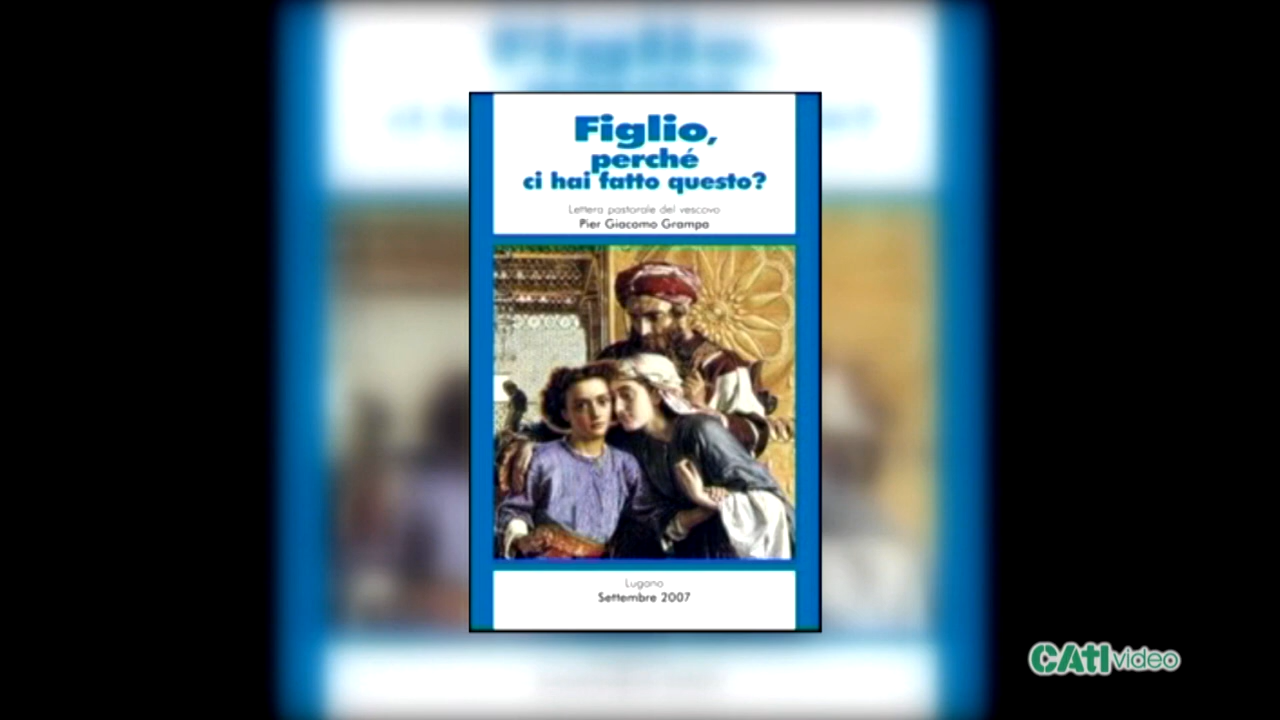 Figlio,
perché
ci hai fatto questo?
Lettera pastorale del vescovo
Pier Giacomo Grampa
Lugano
Settembre 2007
CATIvideo